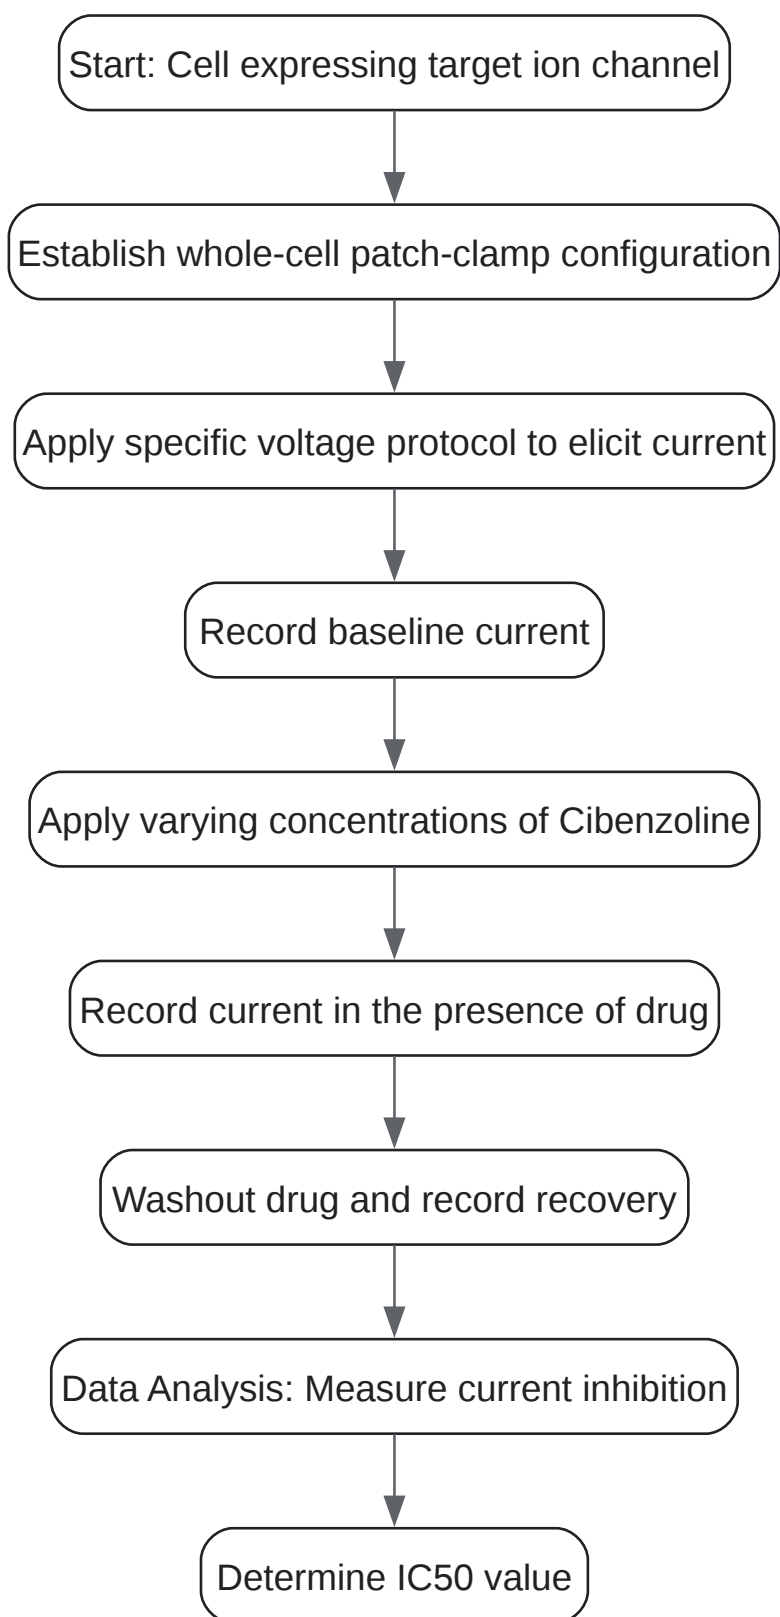 Start: Cell expressing target ion channel
Establish whole-cell patch-clamp configuration
Apply specific voltage protocol to elicit current
Record baseline current
Apply varying concentrations of Cibenzoline
Record current in the presence of drug
Washout drug and record recovery
Data Analysis: Measure current inhibition
Determine IC50 value